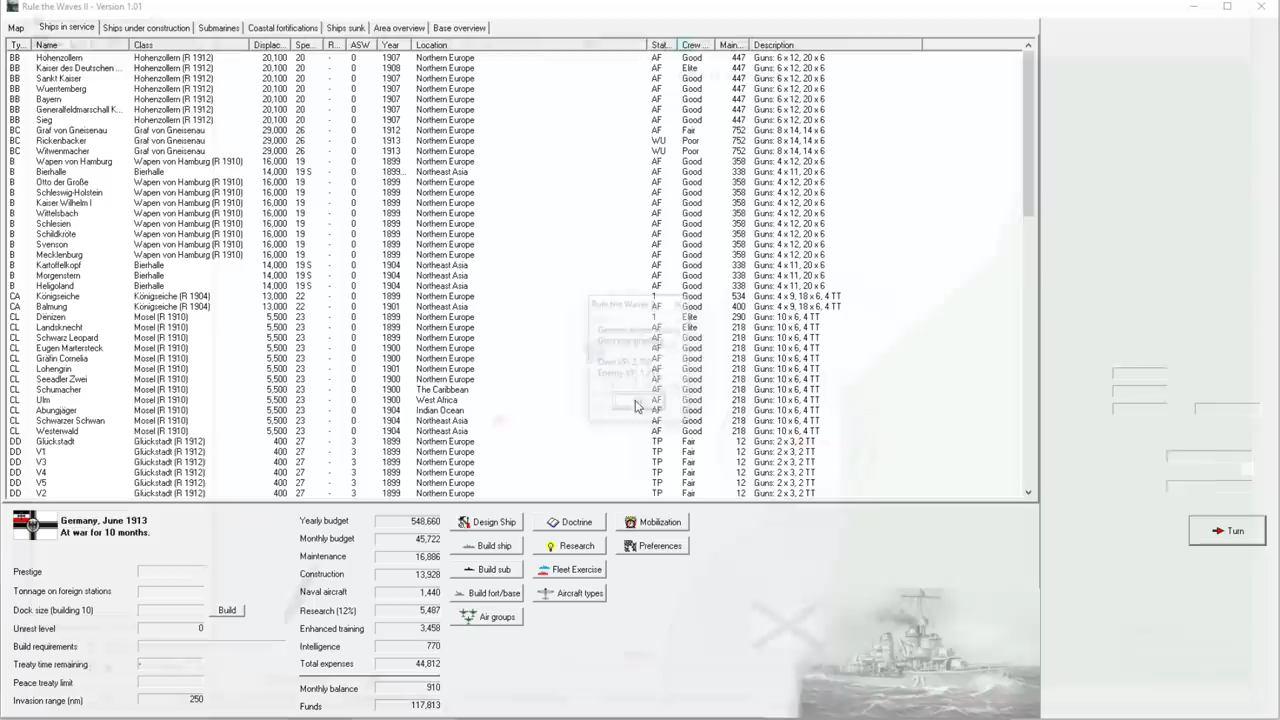 Rule the Waves II - Version 1.01
Map Ships in service Ships under construction Submarines Coastal fortifications Ships sunk Area overview Base overview
Ty... Name Class Displac... Spe... R... ASW Year Location Stat... Crew ... Main... Description
BB Hohenzollern Hohenzollern (R 1912) 20,100 20 - 0 1907 Northern Europe AF Good 447 Guns: 6 x 12, 20 x 6
BB Kaiser des Deutschen ... Hohenzollern (R 1912) 20,100 20 - 0 1908 Northern Europe AF Elite 447 Guns: 6 x 12, 20 x 6
BB Sankt Kaiser Hohenzollern (R 1912) 20,100 20 - 0 1907 Northern Europe AF Good 447 Guns: 6 x 12, 20 x 6
BB Wuerttemberg Hohenzollern (R 1912) 20,100 20 - 0 1907 Northern Europe AF Good 447 Guns: 6 x 12, 20 x 6
BB Bayern Hohenzollern (R 1912) 20,100 20 - 0 1907 Northern Europe AF Good 447 Guns: 6 x 12, 20 x 6
BB Generalfeldmarschall K... Hohenzollern (R 1912) 20,100 20 - 0 1907 Northern Europe AF Good 447 Guns: 6 x 12, 20 x 6
BB Sieg Hohenzollern (R 1912) 20,100 20 - 0 1907 Northern Europe AF Good 447 Guns: 6 x 12, 20 x 6
BC Graf von Gneisenau Graf von Gneisenau 29,000 26 - 0 1912 Northern Europe AF Fair 752 Guns: 8 x 14, 14 x 6
BC Rickenbacker Graf von Gneisenau 29,000 26 - 0 1913 Northern Europe WU Poor 752 Guns: 8 x 14, 14 x 6
BC Witwenmacher Graf von Gneisenau 29,000 26 - 0 1913 Northern Europe WU Poor 752 Guns: 8 x 14, 14 x 6
B Wapen von Hamburg Wapen von Hamburg (R 1910) 16,000 19 - 0 1899 Northern Europe AF Good 358 Guns: 4 x 12, 20 x 6
B Bierhalle Bierhalle 14,000 19 S - 0 1899... Northeast Asia AF Good 338 Guns: 4 x 11, 20 x 6
B Otto der Große Wapen von Hamburg (R 1910) 16,000 19 - 0 1899 Northern Europe AF Good 358 Guns: 4 x 12, 20 x 6
B Schleswig-Holstein Wapen von Hamburg (R 1910) 16,000 19 - 0 1899 Northern Europe AF Good 358 Guns: 4 x 12, 20 x 6
B Kaiser Wilhelm I Wapen von Hamburg (R 1910) 16,000 19 - 0 1899 Northern Europe AF Good 358 Guns: 4 x 12, 20 x 6
B Wittelsbach Wapen von Hamburg (R 1910) 16,000 19 - 0 1899 Northern Europe AF Good 358 Guns: 4 x 12, 20 x 6
B Schlesien Wapen von Hamburg (R 1910) 16,000 19 - 0 1899 Northern Europe AF Good 358 Guns: 4 x 12, 20 x 6
B Schildkröte Wapen von Hamburg (R 1910) 16,000 19 - 0 1899 Northern Europe AF Good 358 Guns: 4 x 12, 20 x 6
B Svenson Wapen von Hamburg (R 1910) 16,000 19 - 0 1899 Northern Europe AF Good 358 Guns: 4 x 12, 20 x 6
B Mecklenburg Wapen von Hamburg (R 1910) 16,000 19 - 0 1899 Northern Europe AF Good 358 Guns: 4 x 12, 20 x 6
B Kartoffelkopf Bierhalle 14,000 19 S - 0 1904 Northeast Asia AF Good 338 Guns: 4 x 11, 20 x 6
B Morgenstern Bierhalle 14,000 19 S - 0 1904 Northeast Asia AF Good 338 Guns: 4 x 11, 20 x 6
B Heligoland Bierhalle 14,000 19 S - 0 1904 Northeast Asia AF Good 338 Guns: 4 x 11, 20 x 6
CA Königseiche Königseiche (R 1904) 13,000 22 - 0 1899 Northern Europe 1 Good 534 Guns: 4 x 9, 18 x 6, 4 TT
CA Balmung Königseiche (R 1904) 13,000 22 - 0 1901 Northeast Asia AF Good 400 Guns: 4 x 9, 18 x 6, 4 TT
CL Denizen Mosel (R 1910) 5,500 23 - 0 1899 Northern Europe 1 Elite 290 Guns: 10 x 6, 4 TT
CL Landsknecht Mosel (R 1910) 5,500 23 - 0 1899 Northern Europe AF Elite 218 Guns: 10 x 6, 4 TT
CL Schwarz Leopard Mosel (R 1910) 5,500 23 - 0 1899 Northern Europe AF Good 218 Guns: 10 x 6, 4 TT
CL Eugen Martersteck Mosel (R 1910) 5,500 23 - 0 1900 Northern Europe AF Good 218 Guns: 10 x 6, 4 TT
CL Gräfin Cornelia Mosel (R 1910) 5,500 23 - 0 1900 Northern Europe AF Good 218 Guns: 10 x 6, 4 TT
CL Lohengrin Mosel (R 1910) 5,500 23 - 0 1901 Northern Europe AF Good 218 Guns: 10 x 6, 4 TT
CL Seeadler Zwei Mosel (R 1910) 5,500 23 - 0 1900 Northern Europe AF Good 218 Guns: 10 x 6, 4 TT
CL Schumacher Mosel (R 1910) 5,500 23 - 0 1900 The Caribbean AF Good 218 Guns: 10 x 6, 4 TT
CL Ulm Mosel (R 1910) 5,500 23 - 0 1900 West Africa AF Good 218 Guns: 10 x 6, 4 TT
CL Abungjäger Mosel (R 1910) 5,500 23 - 0 1904 Indian Ocean AF Good 218 Guns: 10 x 6, 4 TT
CL Schwarzer Schwan Mosel (R 1910) 5,500 23 - 0 1904 Northeast Asia AF Good 218 Guns: 10 x 6, 4 TT
CL Westerwald Mosel (R 1910) 5,500 23 - 0 1904 Northeast Asia AF Good 218 Guns: 10 x 6, 4 TT
DD Glückstadt Glückstadt (R 1912) 400 27 - 3 1899 Northern Europe TP Fair 12 Guns: 2 x 3, 2 TT
DD V1 Glückstadt (R 1912) 400 27 - 3 1899 Northern Europe TP Fair 12 Guns: 2 x 3, 2 TT
DD V3 Glückstadt (R 1912) 400 27 - 3 1899 Northern Europe TP Fair 12 Guns: 2 x 3, 2 TT
DD V4 Glückstadt (R 1912) 400 27 - 3 1899 Northern Europe TP Fair 12 Guns: 2 x 3, 2 TT
DD V5 Glückstadt (R 1912) 400 27 - 3 1899 Northern Europe TP Fair 12 Guns: 2 x 3, 2 TT
DD V2 Glückstadt (R 1912) 400 27 - 3 1899 Northern Europe TP Fair 12 Guns: 2 x 3, 2 TT
Germany, June 1913
At war for 10 months.
Prestige
Tonnage on foreign stations
Dock size (building 10) Build
Unrest level 0
Build requirements
Treaty time remaining -
Peace treaty limit
Invasion range (nm) 250
Yearly budget 548,660
Monthly budget 45,722
Maintenance 16,886
Construction 13,928
Naval aircraft 1,440
Research (12%) 5,487
Enhanced training 3,458
Intelligence 770
Total expenses 44,812
Monthly balance 910
Funds 117,813
Design Ship Doctrine Mobilization
Build ship Research Preferences
Build sub Fleet Exercise
Build fort/base Aircraft types
Air groups
Turn